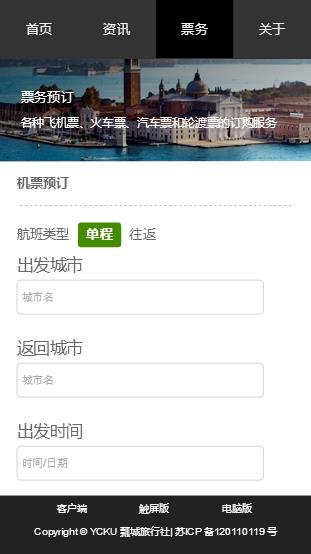 首页 资讯 票务 关于
票务预订
各种飞机票、火车票、汽车票和轮渡票的订购服务
机票预订
航班类型 单程 往返
出发城市
城市名
返回城市
城市名
出发时间
时间/日期
客户端 触屏版 电脑版
Copyright © YCKU 瓢城旅行社| 苏ICP 备120110119 号